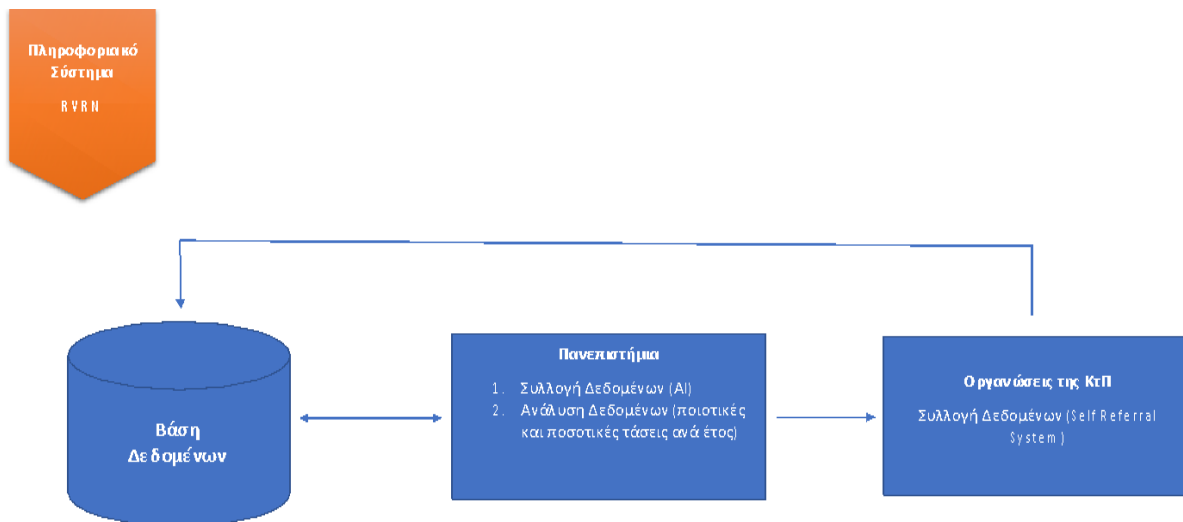 Πληροφοριακό
Σύστημα
RVRN
Βάση
Δεδομένων
Πανεπιστήμια
1. Συλλογή Δεδομένων (AI)
2. Ανάλυση Δεδομένων (ποιοτικές
και ποσοτικές τάσεις ανά έτος)
Οργανώσεις της ΚτΠ
Συλλογή Δεδομένων (Self Referral
System)